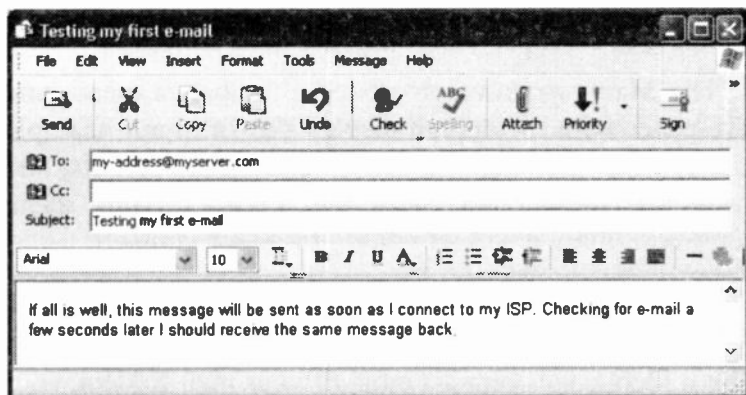 Testing my first e-mail
File Edit View Insert Format Tools Message Help
Send Cut Copy Paste Undo Check Spelling Attach Priority Sign
To: my-address@myserver.com
Cc:
Subject: Testing my first e-mail
Arial 10 B I U A
If all is well, this message will be sent as soon as I connect to my ISP. Checking for e-mail a
few seconds later I should receive the same message back.